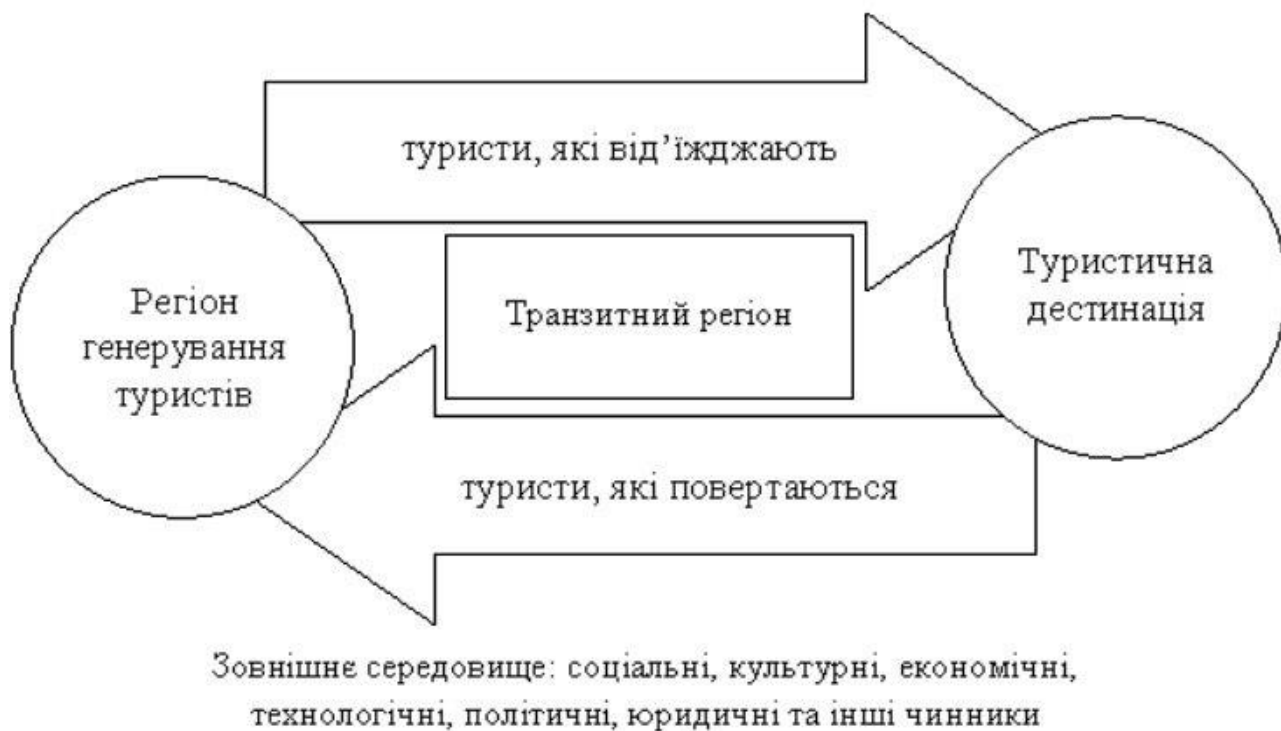 туристи, які від’їжджають
Регіон
генерування
туристів
Транзитний регіон
Туристична
дестинація
туристи, які повертаються
Зовнішнє середовище: соціальні, культурні, економічні,
технологічні, політичні, юридичні та інші чинники